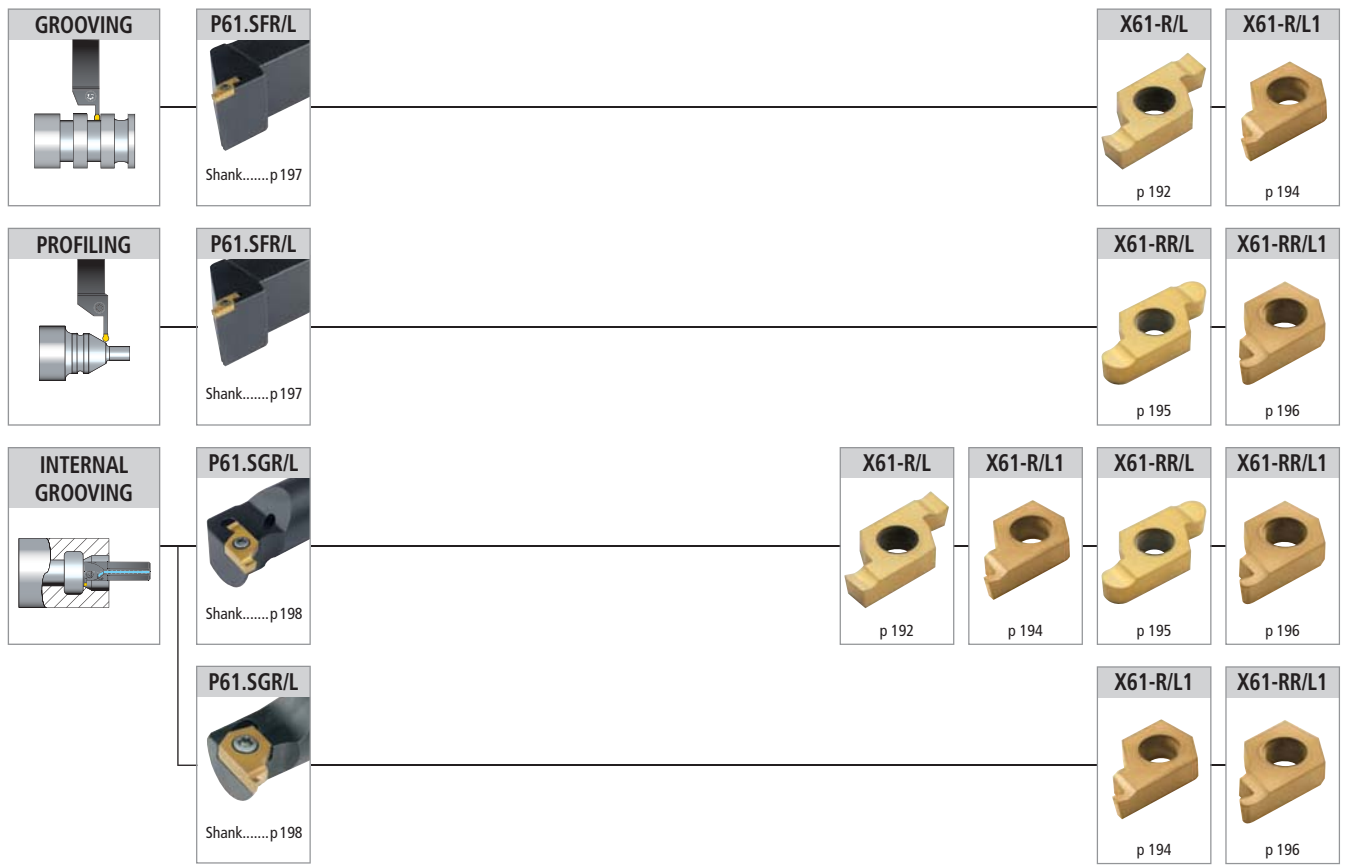 GROOVING
P61.SFR/L
Shank.......p 197
X61-R/L
p 192
X61-R/L1
p 194
PROFILING
P61.SFR/L
Shank.......p 197
X61-RR/L
p 195
X61-RR/L1
p 196
INTERNAL
GROOVING
P61.SGR/L
Shank.......p 198
X61-R/L
p 192
X61-R/L1
p 194
X61-RR/L
p 195
X61-RR/L1
p 196
P61.SGR/L
Shank.......p 198
X61-R/L1
p 194
X61-RR/L1
p 196